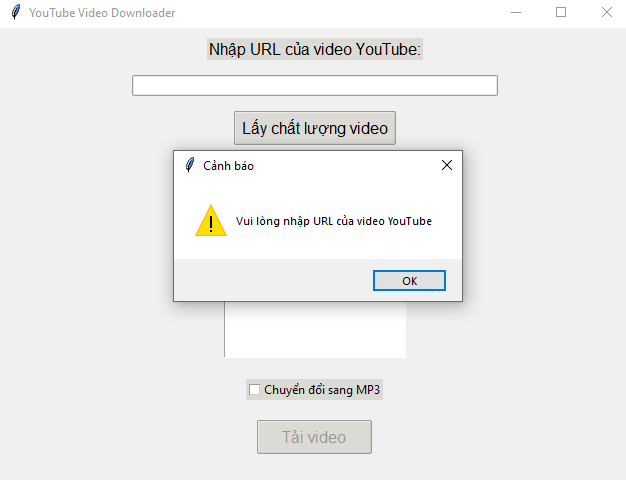 YouTube Video Downloader
Nhập URL của video YouTube:
Lấy chất lượng video
Cảnh báo
Vui lòng nhập URL của video YouTube
OK
Chuyển đổi sang MP3
Tải video